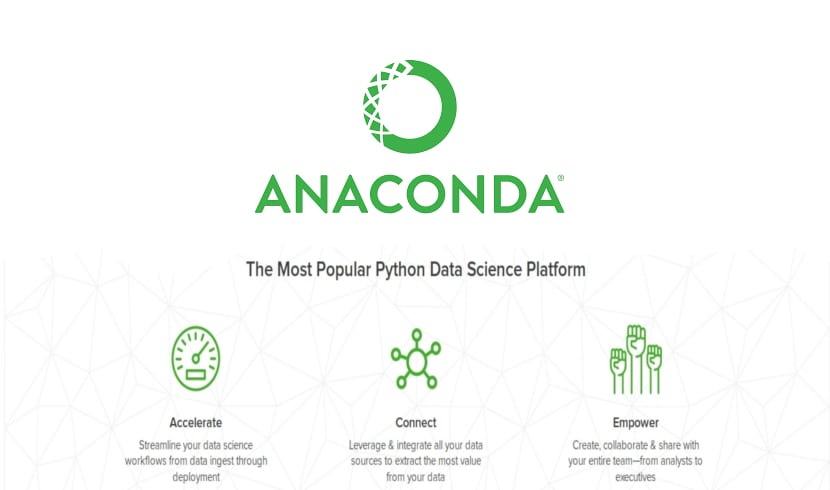 ANACONDA®
The Most Popular Python Data Science Platform
Accelerate
Streamline your data science
workflows from data ingest through
deployment
Connect
Leverage & integrate all your data
sources to extract the most value
from your data
Empower
Create, collaborate & share with
your entire team—from analysts to
executives